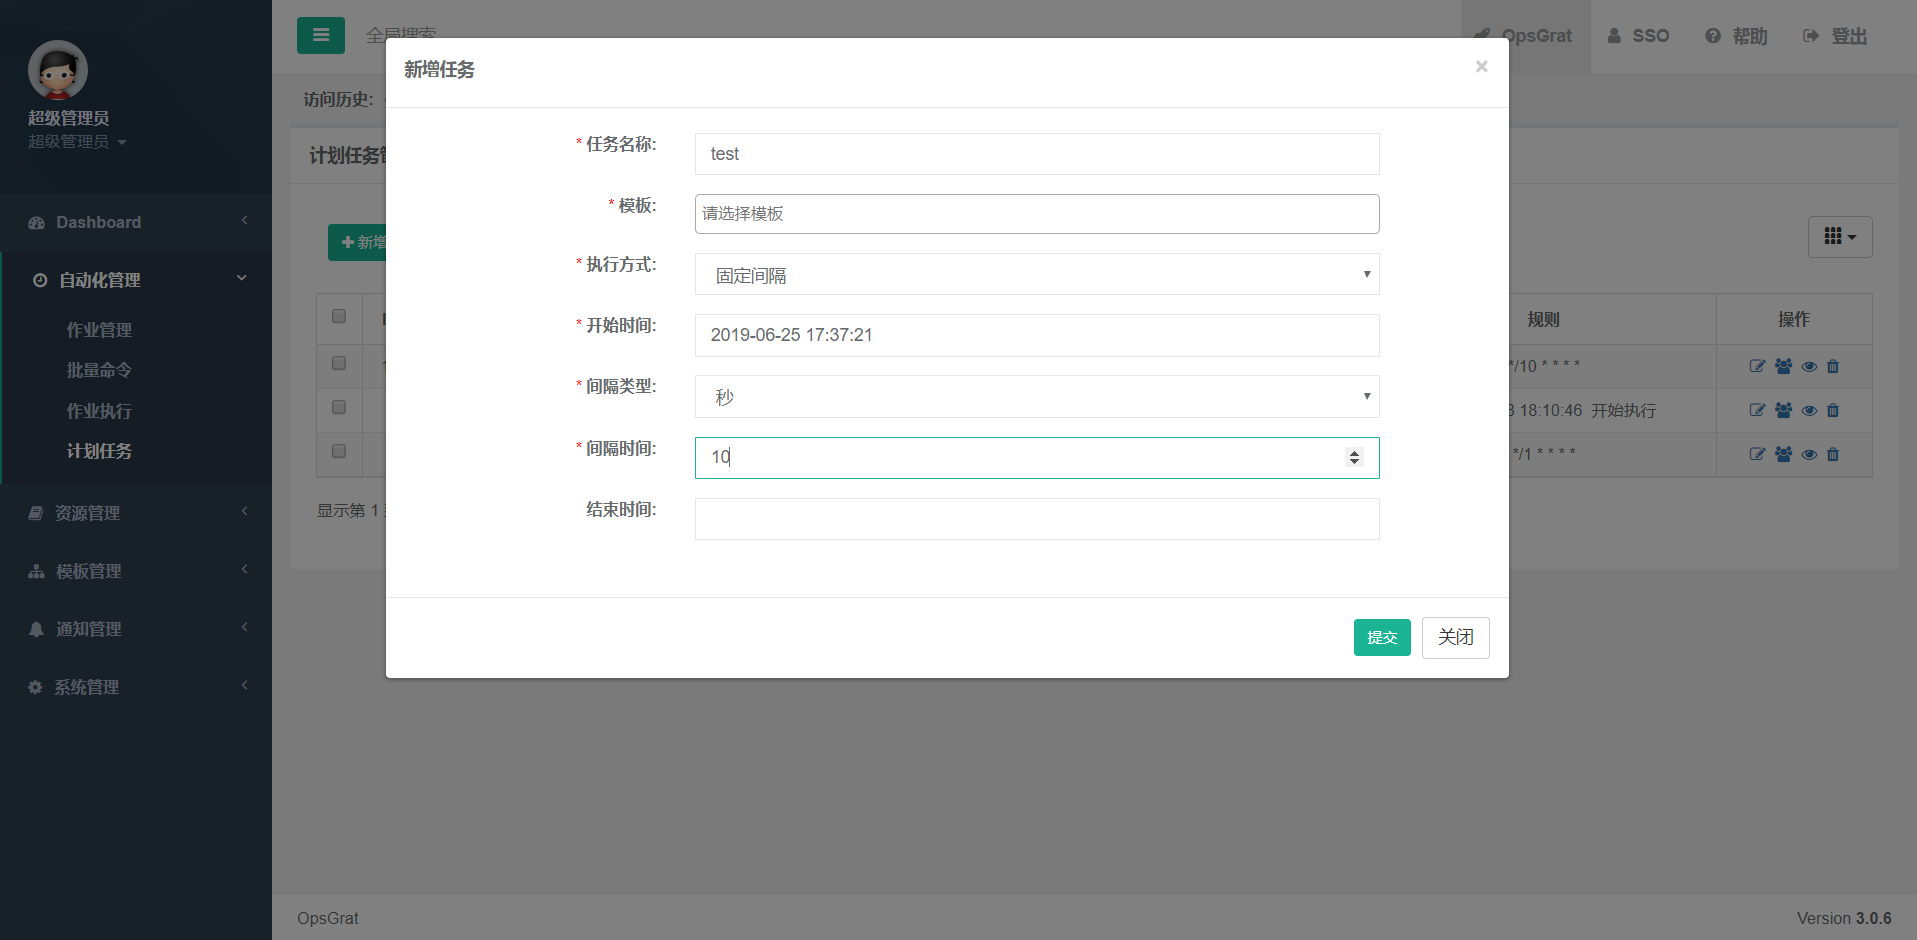 超级管理员
超级管理员
Dashboard
自动化管理
作业管理
批量命令
作业执行
计划任务
资源管理
模板管理
通知管理
系统管理
全局搜索
OpsGrat
SSO
帮助
登出
访问历史:
计划任务
新增
规则
操作
*/10 * * * *
18:10:46 开始执行
*/1 * * * *
显示第 1
新增任务
×
* 任务名称:
test
* 模板:
请选择模板
* 执行方式:
固定间隔
* 开始时间:
2019-06-25 17:37:21
* 间隔类型:
秒
* 间隔时间:
10
结束时间:
提交
关闭
OpsGrat
Version 3.0.6